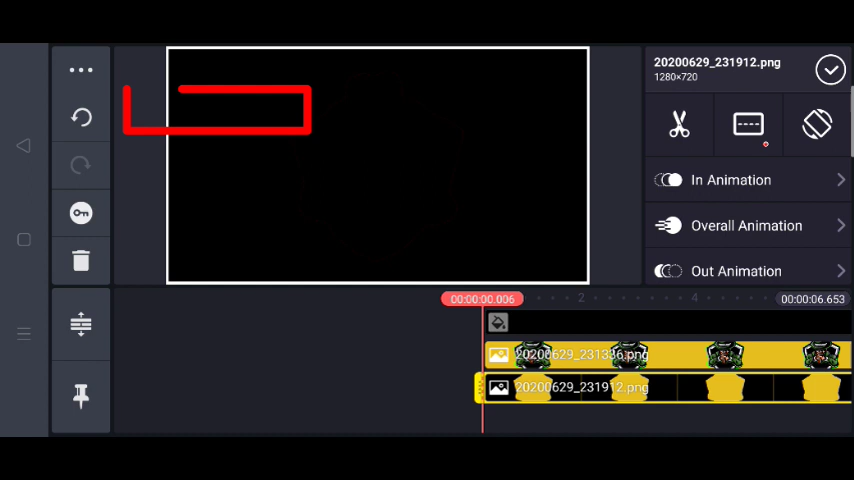 20200629_231912.png
1280×720
In Animation
Overall Animation
Out Animation
00:00:00.006
2
4
00:00:06.653
20200629_231336.png
20200629_231912.png